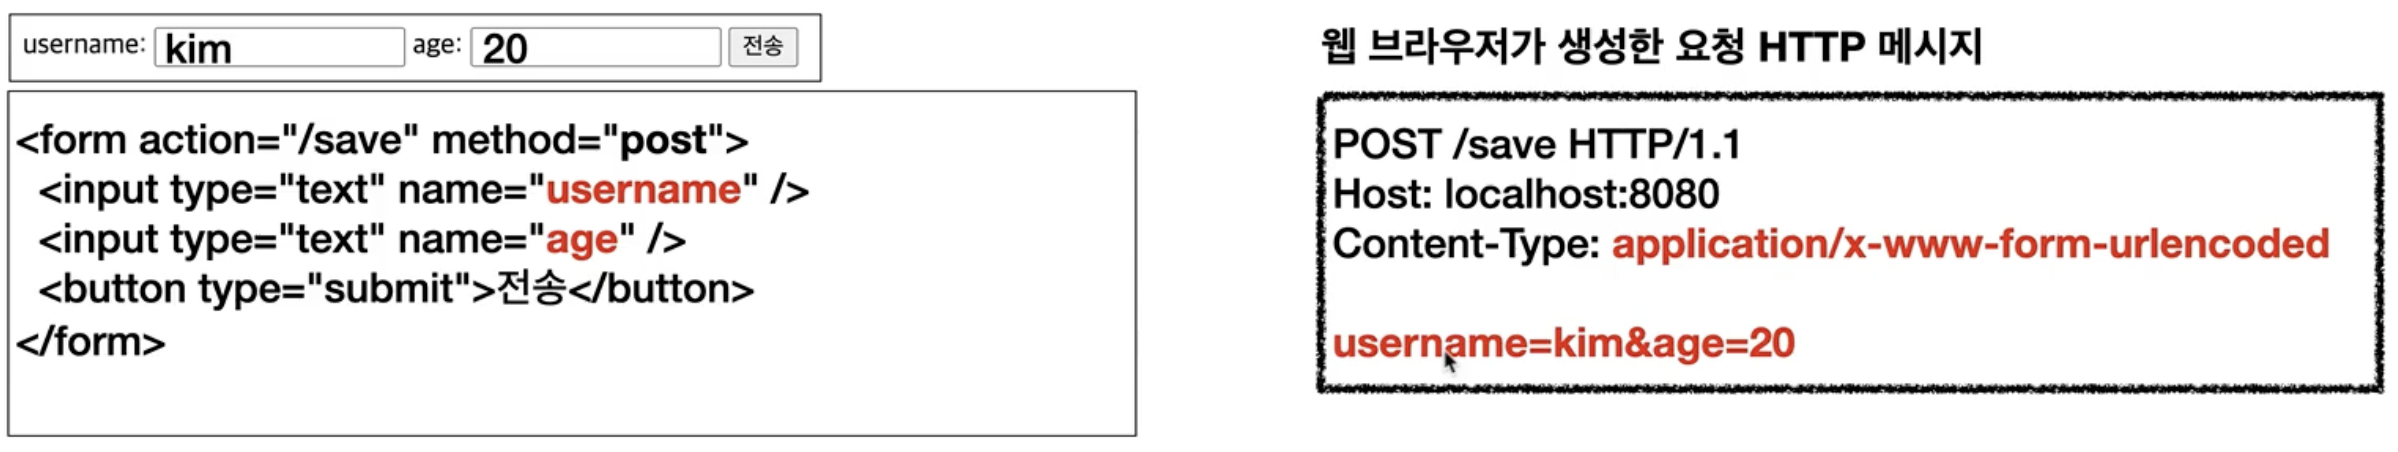 username: kim age: 20 전송
<form action="/save" method="post">
<input type="text" name="username" />
<input type="text" name="age" />
<button type="submit">전송</button>
</form>
웹 브라우저가 생성한 요청 HTTP 메시지
POST /save HTTP/1.1
Host: localhost:8080
Content-Type: application/x-www-form-urlencoded
username=kim&age=20